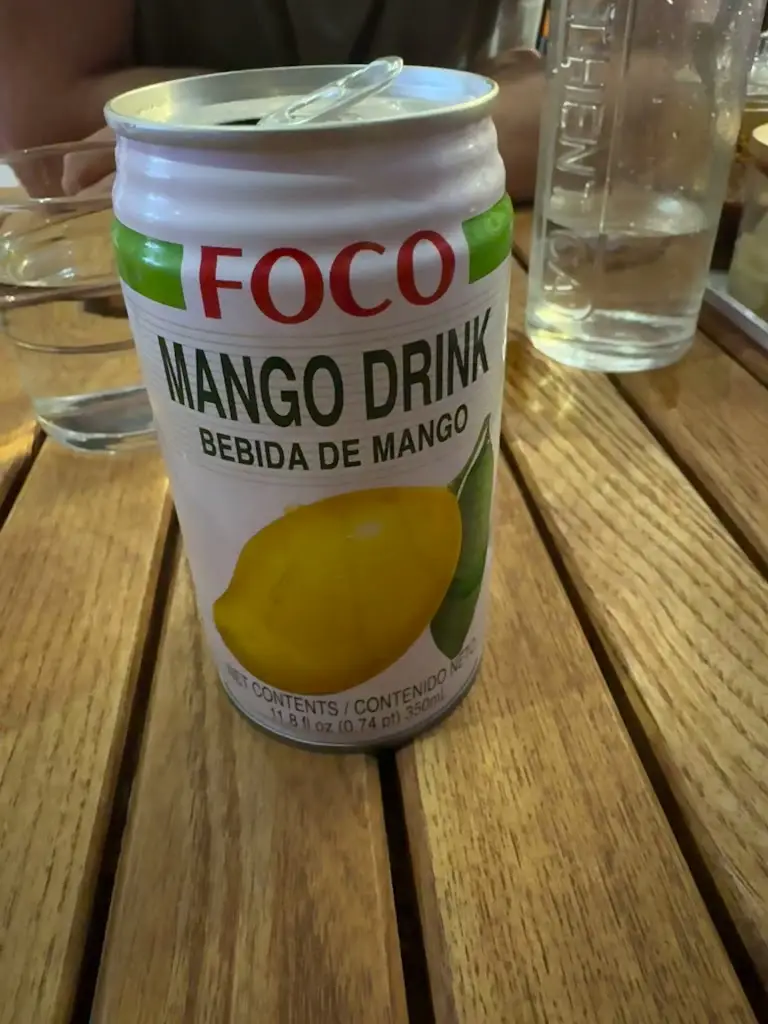 FOCO
MANGO DRINK
BEBIDA DE MANGO
NET CONTENTS / CONTENIDO NETO
11.8 fl oz (0.74 pt) 350mL